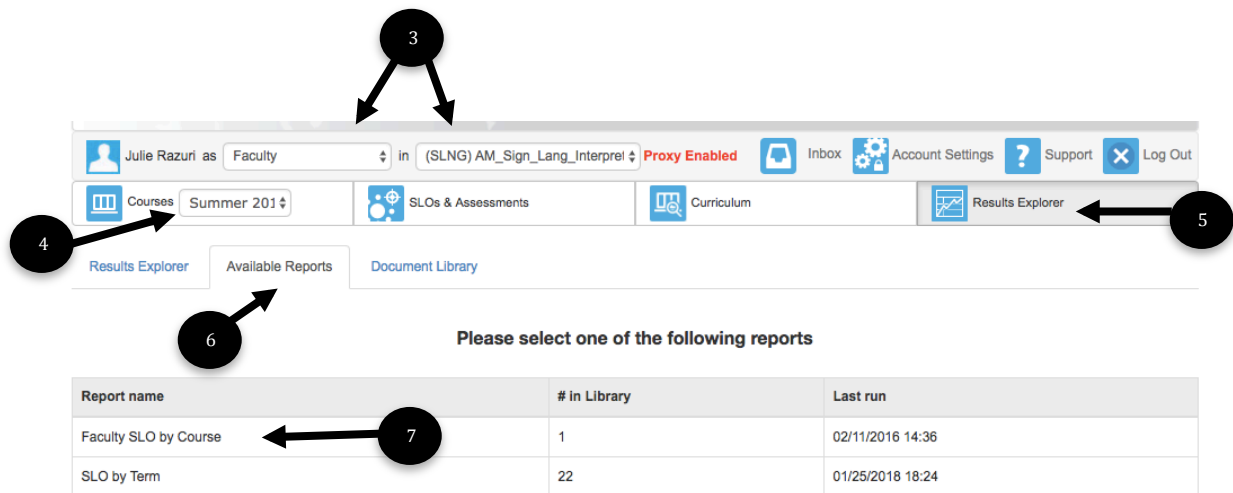 3
Julie Razuri as Faculty in (SLNG) AM_Sign_Lang_Interpret Proxy Enabled Inbox Account Settings Support Log Out
Courses Summer 201 SLOs & Assessments Curriculum Results Explorer
5
4
Results Explorer Available Reports Document Library
6
Please select one of the following reports
Report name # in Library Last run
Faculty SLO by Course 7 1 02/11/2016 14:36
SLO by Term 22 01/25/2018 18:24